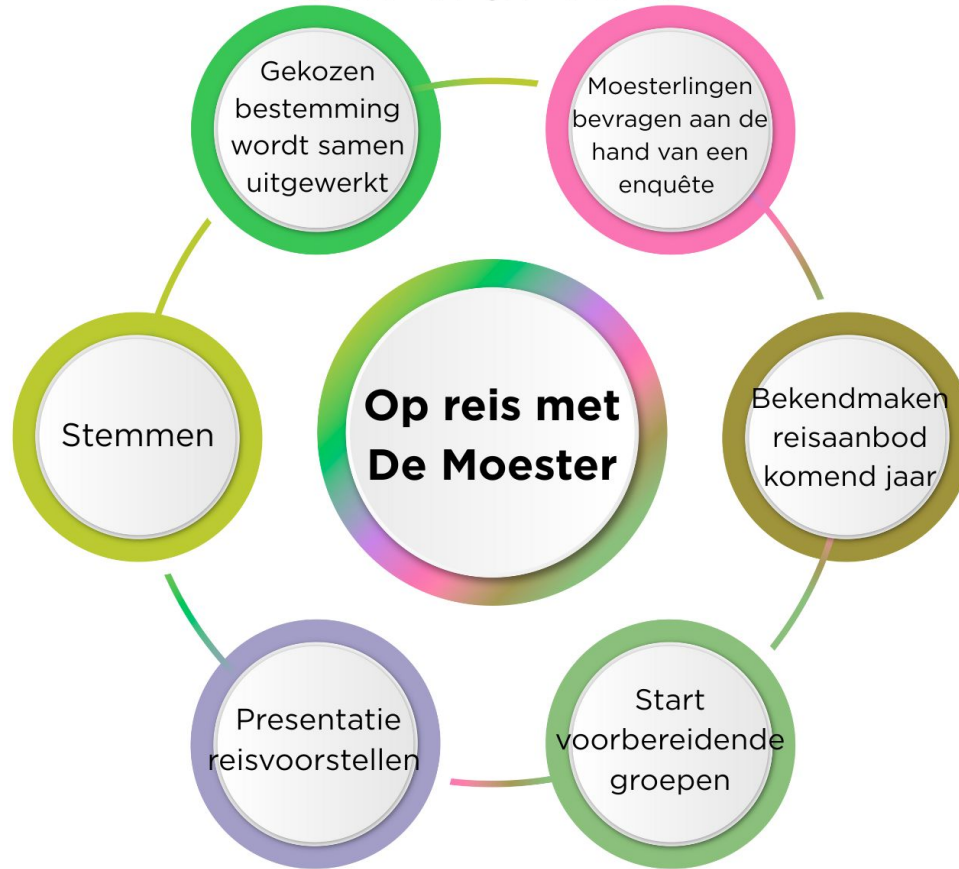 Gekozen
bestemming
wordt samen
uitgewerkt
Moesterlingen
bevragen aan de
hand van een
enquête
Op reis met
De Moester
Stemmen
Bekendmaken
reisaanbod
komend jaar
Presentatie
reisvoorstellen
Start
voorbereidende
groepen